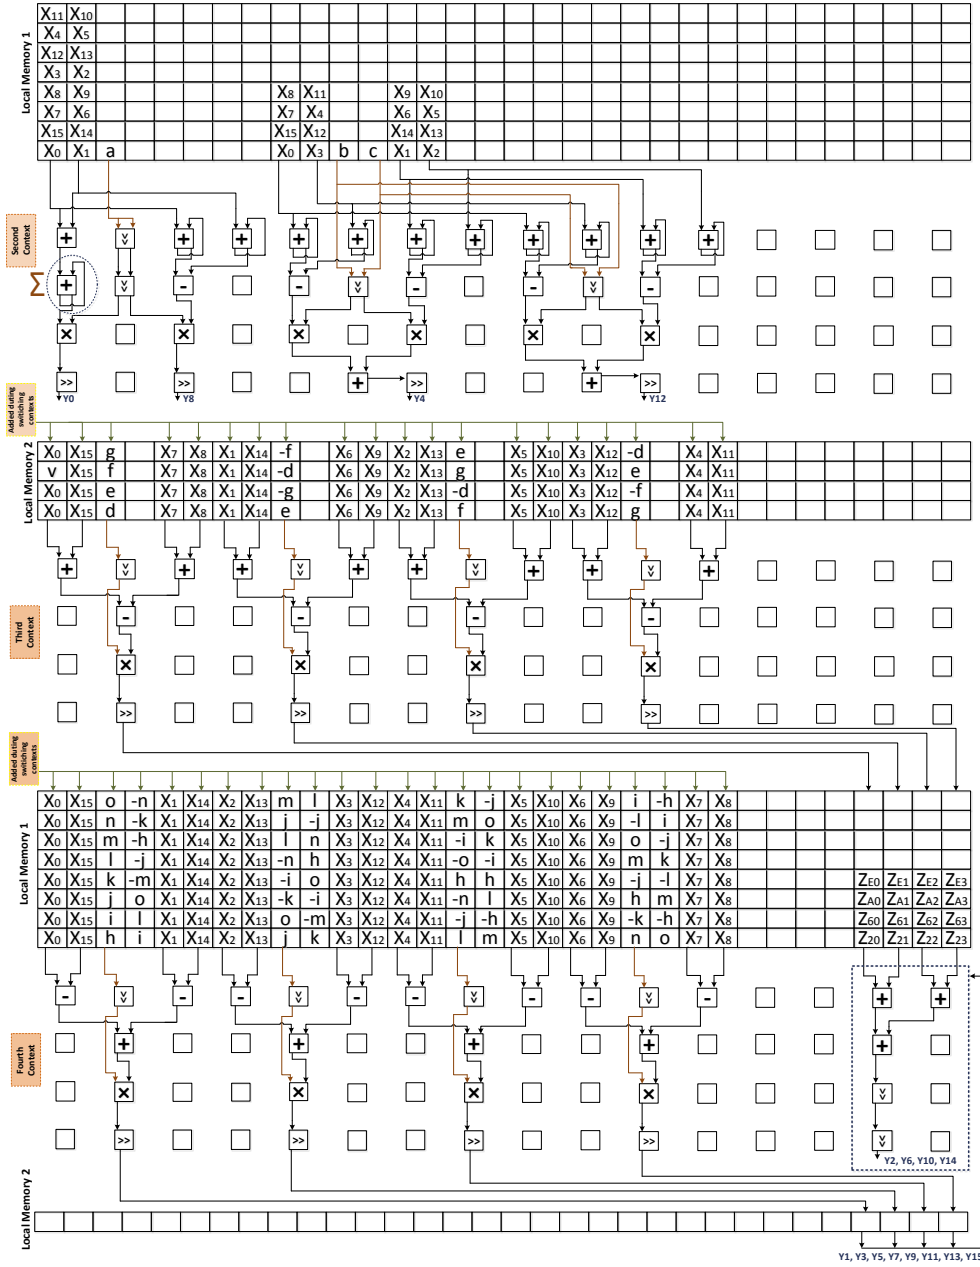 Local Memory 1
X11 X10
X4 X5
X12 X13
X3 X2
X8 X9 X8 X11 X9 X10
X7 X6 X7 X4 X6 X5
X15 X14 X15 X12 X14 X13
X0 X1 a X0 X3 b c X1 X2
Second Context
+ >> + + + + + + + + + +
Σ + >> - - >> - - >> -
× × × × × ×
>> >> + >> + >>
Y0 Y8 Y4 Y12
Added duting switiching contexts
Local Memory 2
X0 X15 g X7 X8 X1 X14 -f X6 X9 X2 X13 e X5 X10 X3 X12 -d X4 X11
v X15 f X7 X8 X1 X14 -d X6 X9 X2 X13 g X5 X10 X3 X12 e X4 X11
X0 X15 e X7 X8 X1 X14 -g X6 X9 X2 X13 -d X5 X10 X3 X12 -f X4 X11
X0 X15 d X7 X8 X1 X14 e X6 X9 X2 X13 f X5 X10 X3 X12 g X4 X11
Third Context
+ >> + + >> + + >> + + >> +
- - - -
× × × ×
>> >> >> >>
Added duting switiching contexts
Local Memory 1
X0 X15 o -n X1 X14 X2 X13 m l X3 X12 X4 X11 k -j X5 X10 X6 X9 i -h X7 X8
X0 X15 n -k X1 X14 X2 X13 j -j X3 X12 X4 X11 m o X5 X10 X6 X9 -l i X7 X8
X0 X15 m -h X1 X14 X2 X13 l n X3 X12 X4 X11 -i k X5 X10 X6 X9 o -j X7 X8
X0 X15 l -j X1 X14 X2 X13 -n h X3 X12 X4 X11 -o -i X5 X10 X6 X9 m k X7 X8
X0 X15 k -m X1 X14 X2 X13 -i o X3 X12 X4 X11 h h X5 X10 X6 X9 -j -l X7 X8 ZE0 ZE1 ZE2 ZE3
X0 X15 j o X1 X14 X2 X13 -k -i X3 X12 X4 X11 -n l X5 X10 X6 X9 h m X7 X8 ZA0 ZA1 ZA2 ZA3
X0 X15 i l X1 X14 X2 X13 o -m X3 X12 X4 X11 -j -h X5 X10 X6 X9 -k -h X7 X8 Z60 Z61 Z62 Z63
X0 X15 h i X1 X14 X2 X13 j k X3 X12 X4 X11 l m X5 X10 X6 X9 n o X7 X8 Z20 Z21 Z22 Z23
Fourth Context
- >> - - >> - - >> - - >> - + +
+ + + + +
× × × × >>
>> >> >> >> >>
Y2, Y6, Y10, Y14
Local Memory 2
Y1, Y3, Y5, Y7, Y9, Y11, Y13, Y15